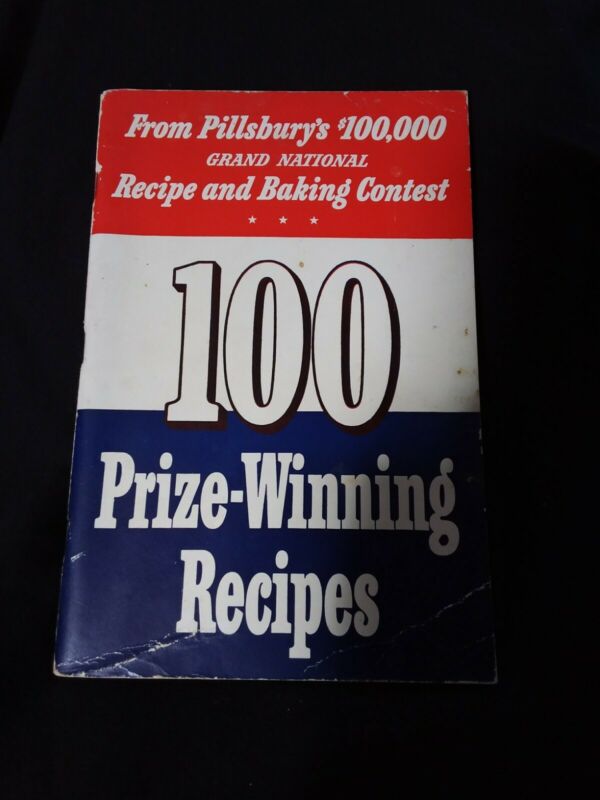 From Pillsbury's $100,000
GRAND NATIONAL
Recipe and Baking Contest
100
Prize-Winning
Recipes